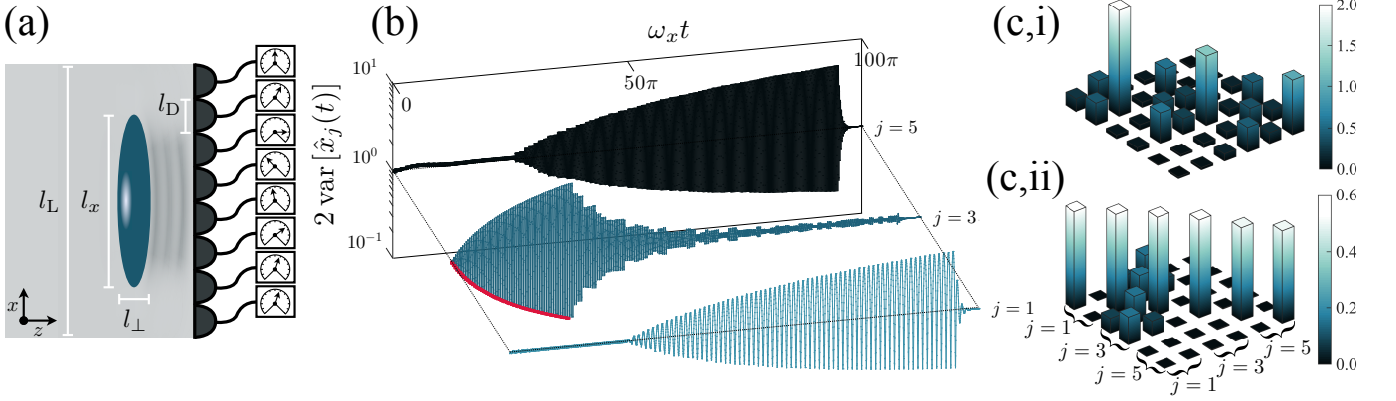 (a)
l_L
l_x
l_D
l_⊥
x
z
(b)
ω_x t
0
50π
100π
2 var [x̂_j(t)]
10^1
10^0
10^{-1}
j = 5
j = 3
j = 1
(c,i)
2.0
1.5
1.0
0.5
0.0
(c,ii)
0.6
0.4
0.2
0.0
j = 1
j = 3
j = 5
j = 1
j = 3
j = 5